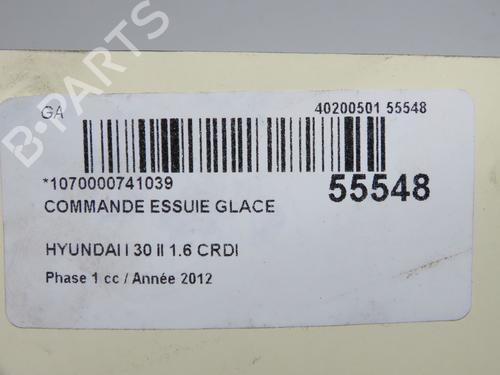 GA
40200501 55548
*1070000741039
55548
COMMANDE ESSUIE GLACE
HYUNDAI I 30 II 1.6 CRDI
Phase 1 cc / Année 2012
B-PARTS